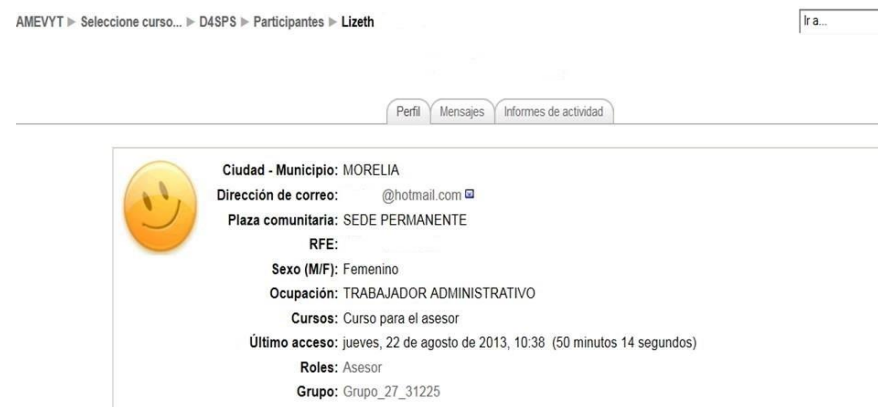 AMEVYT ► Seleccione curso... ► D4SPS ► Participantes ► Lizeth
Ir a...
Perfil Mensajes Informes de actividad
Ciudad - Municipio: MORELIA
Dirección de correo: @hotmail.com
Plaza comunitaria: SEDE PERMANENTE
RFE:
Sexo (M/F): Femenino
Ocupación: TRABAJADOR ADMINISTRATIVO
Cursos: Curso para el asesor
Último acceso: jueves, 22 de agosto de 2013, 10:38 (50 minutos 14 segundos)
Roles: Asesor
Grupo: Grupo_27_31225